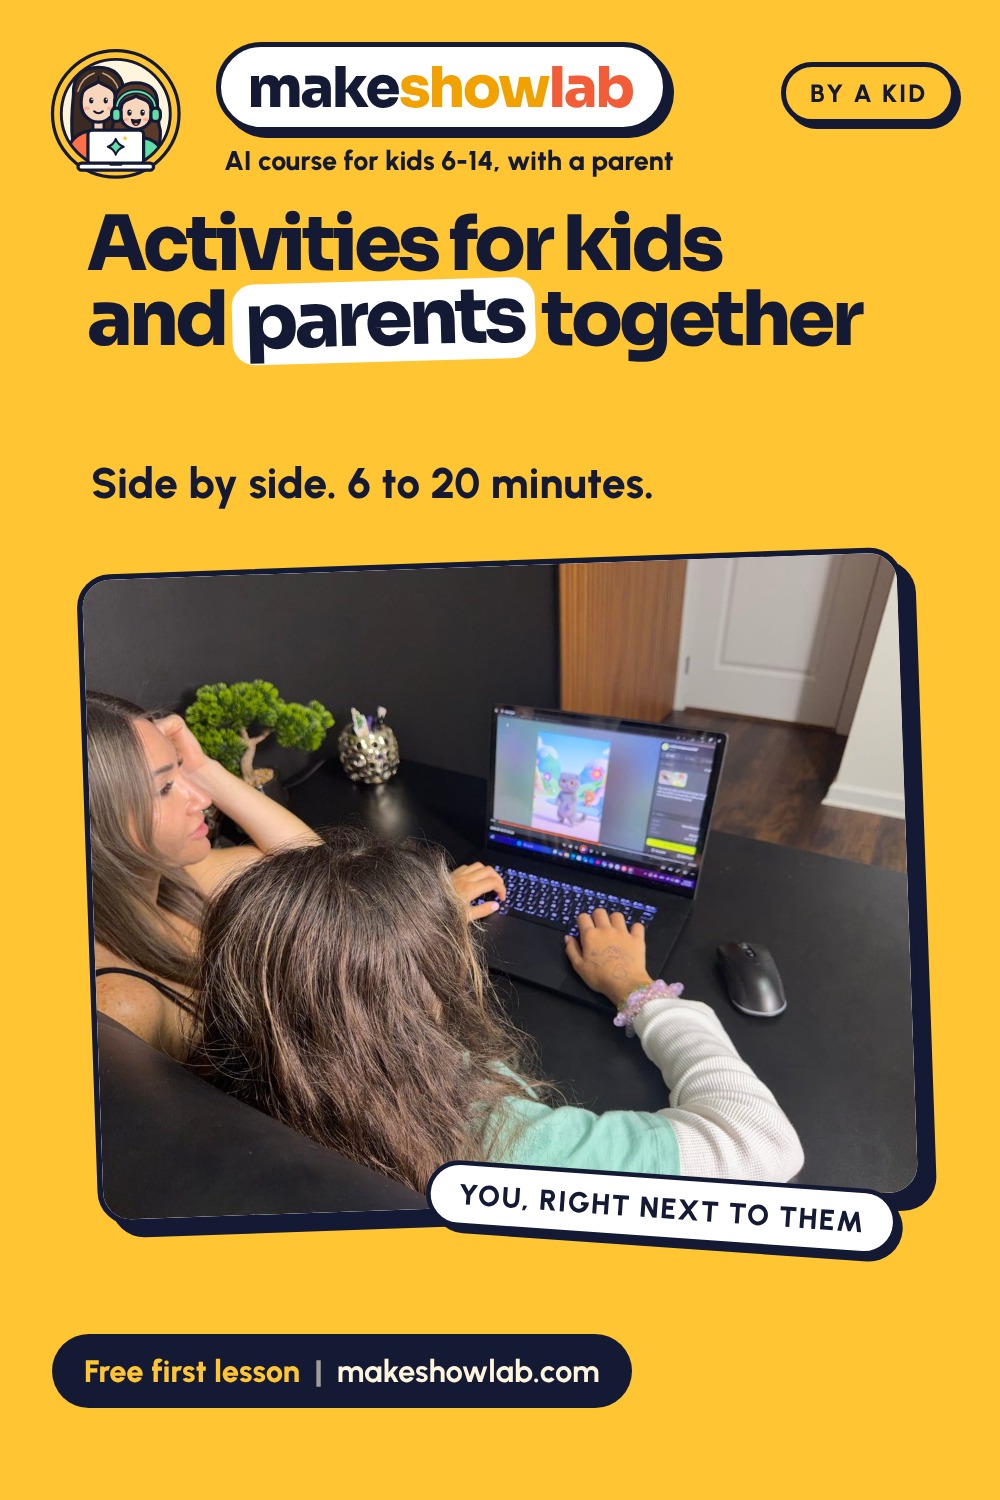 makeshowlab
BY A KID
AI course for kids 6-14, with a parent
Activities for kids
and parents together
Side by side. 6 to 20 minutes.
YOU, RIGHT NEXT TO THEM
Free first lesson | makeshowlab.com